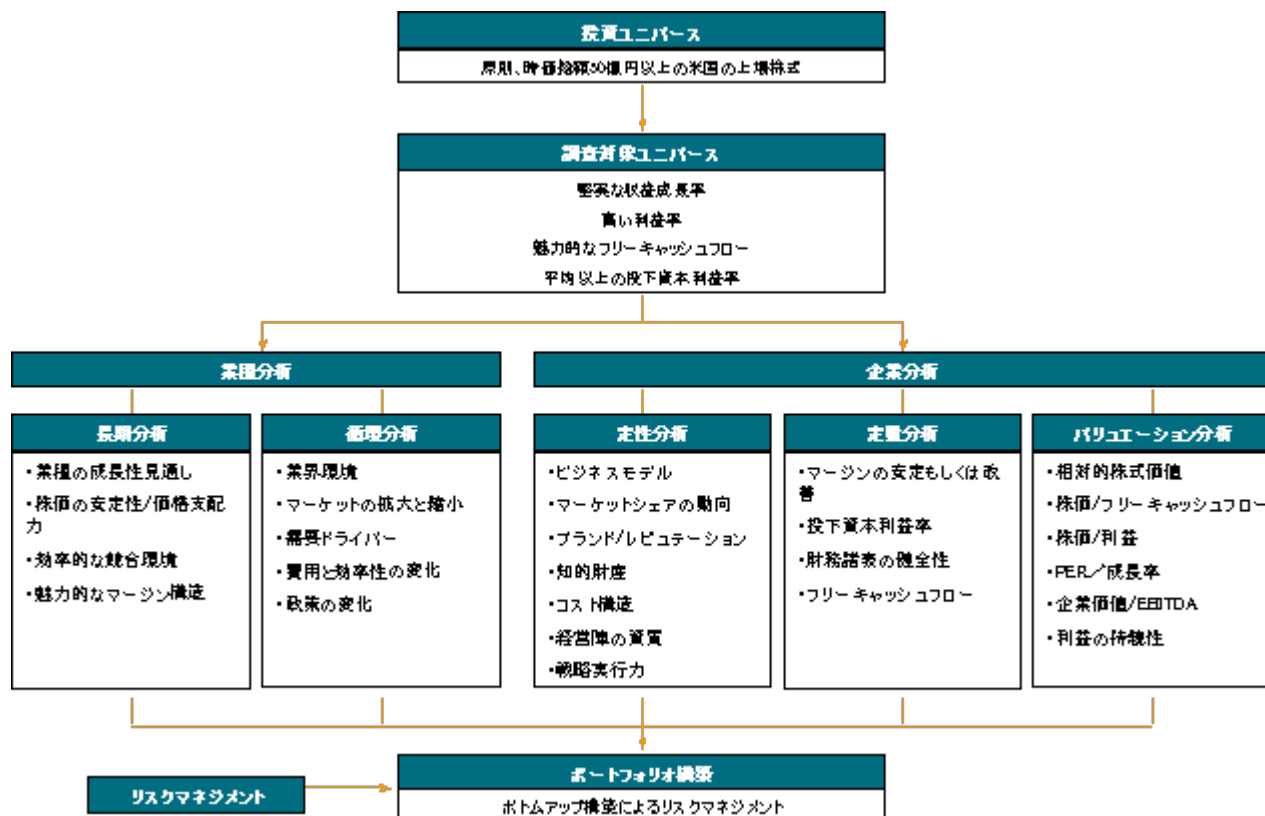 投資ユニバース
原則、時価総額50億円以上の米国の上場株式
調査対象ユニバース
堅実な収益成長率
高い利益率
魅力的なフリーキャッシュフロー
平均以上の投下資本利益率
業種分析
企業分析
長期分析
・業種の成長性見通し
・株価の安定性/価格支配
力
・効率的な競合環境
・魅力的なマージン構造
循環分析
・業界環境
・マーケットの拡大と縮小
・需要ドライバー
・費用と効率性の変化
・政策の変化
定性分析
・ビジネスモデル
・マーケットシェアの動向
・ブランド/レピュテーション
・知的財産
・コスト構造
・経営陣の資質
・戦略実行力
定量分析
・マージンの安定もしくは改
善
・投下資本利益率
・財務諸表の健全性
・フリーキャッシュフロー
バリュエーション分析
・相対的株式価値
・株価/フリーキャッシュフロー
・株価/利益
・PER/成長率
・企業価値/EBITDA
・利益の持続性
リスクマネジメント
ポートフォリオ構築
ボトムアップ構築によるリスクマネジメント